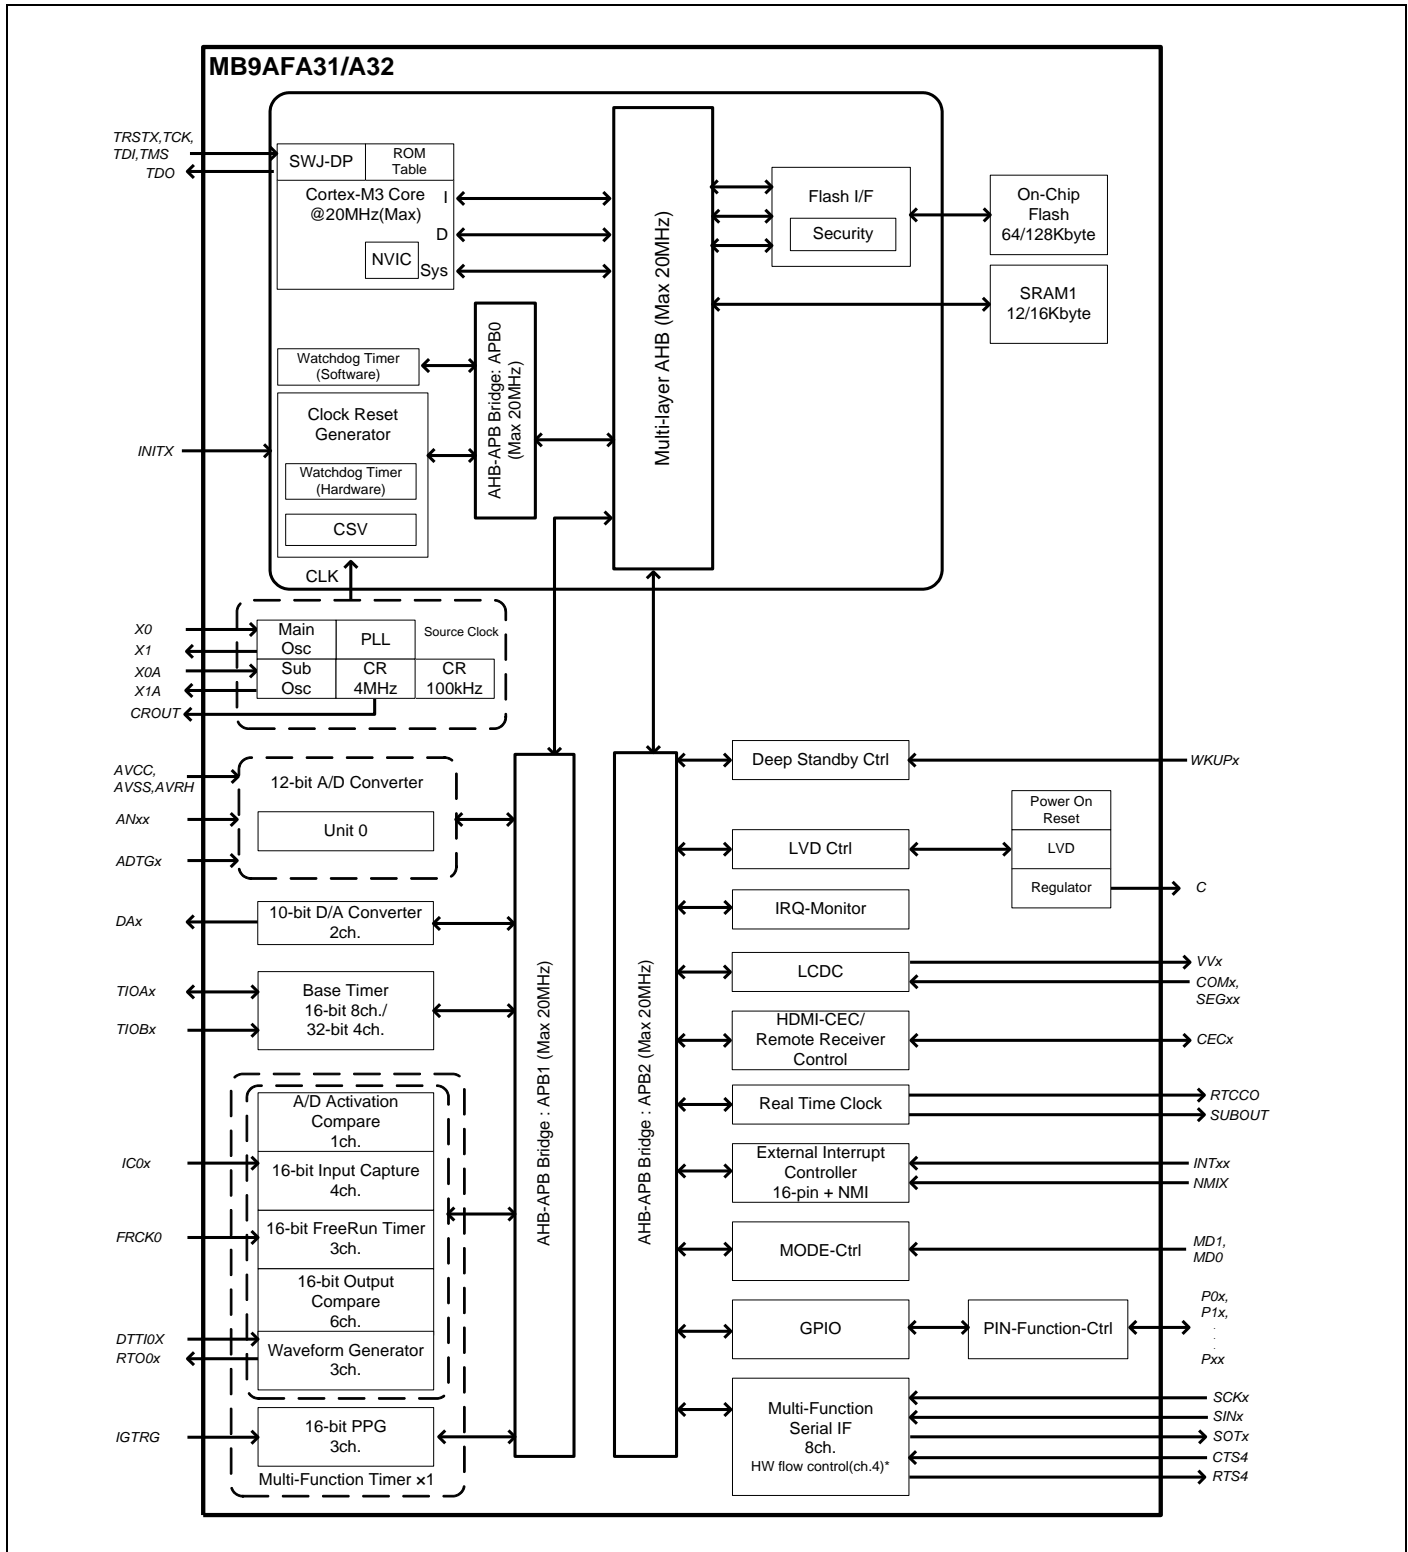 MB9AFA31/A32
TRSTX,TCK,
TDI,TMS
TDO
SWJ-DP
ROM
Table
Cortex-M3 Core
@20MHz(Max)
I
D
Sys
NVIC
Multi-layer AHB (Max 20MHz)
Flash I/F
Security
On-Chip
Flash
64/128Kbyte
SRAM1
12/16Kbyte
Watchdog Timer
(Software)
AHB-APB Bridge: APB0
(Max 20MHz)
INITX
Clock Reset
Generator
Watchdog Timer
(Hardware)
CSV
CLK
X0
X1
X0A
X1A
CROUT
Main
Osc
PLL
Source Clock
Sub
Osc
CR
4MHz
CR
100kHz
AVCC,
AVSS,AVRH
ANxx
ADTGx
12-bit A/D Converter
Unit 0
DAx
10-bit D/A Converter
2ch.
TIOAx
TIOBx
Base Timer
16-bit 8ch./
32-bit 4ch.
IC0x
FRCK0
DTTI0X
RTO0x
IGTRG
A/D Activation
Compare
1ch.
16-bit Input Capture
4ch.
16-bit FreeRun Timer
3ch.
16-bit Output
Compare
6ch.
Waveform Generator
3ch.
16-bit PPG
3ch.
Multi-Function Timer ×1
AHB-APB Bridge : APB1 (Max 20MHz)
AHB-APB Bridge : APB2 (Max 20MHz)
Deep Standby Ctrl
WKUPx
LVD Ctrl
Power On
Reset
LVD
Regulator
C
IRQ-Monitor
LCDC
VVx
COMx,
SEGxx
HDMI-CEC/
Remote Receiver
Control
CECx
Real Time Clock
RTCCO
SUBOUT
External Interrupt
Controller
16-pin + NMI
INTxx
NMIX
MODE-Ctrl
MD1,
MD0
GPIO
PIN-Function-Ctrl
P0x,
P1x,
.
.
.
Pxx
Multi-Function
Serial IF
8ch.
HW flow control(ch.4)*
SCKx
SINx
SOTx
CTS4
RTS4